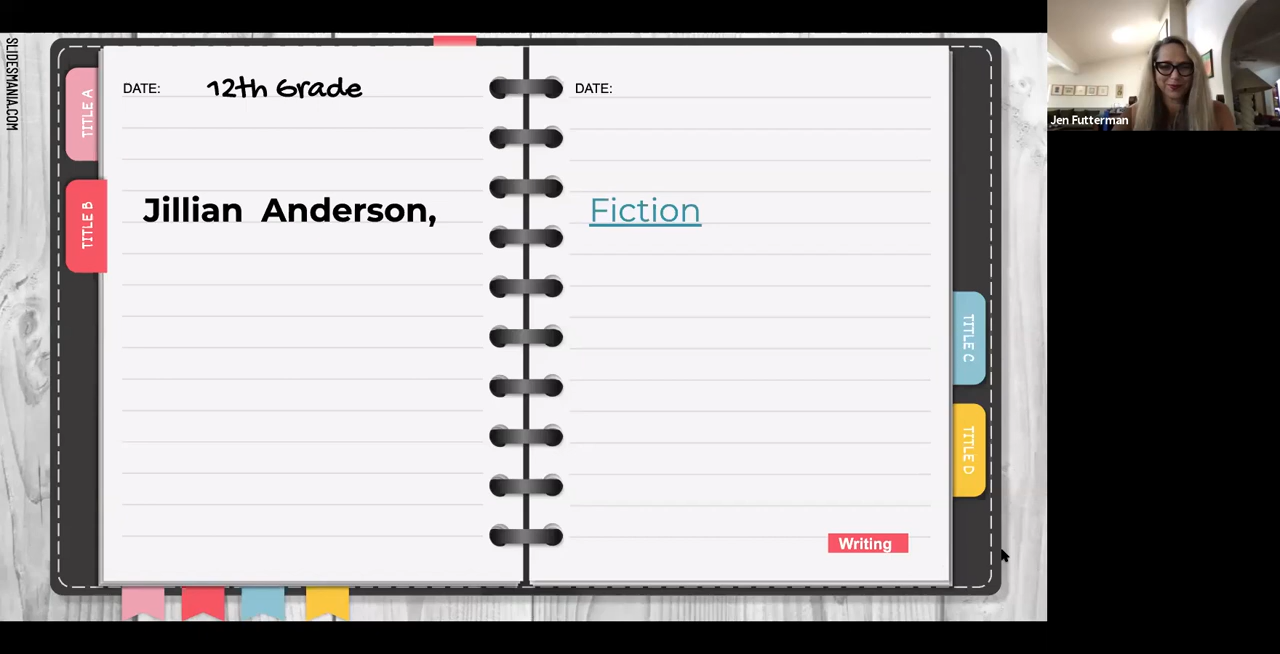 SLIDESMANIA.COM
TITLE A
TITLE B
DATE: 12th Grade
Jillian Anderson,
DATE:
Fiction
TITLE C
TITLE D
Writing
Jen Futterman